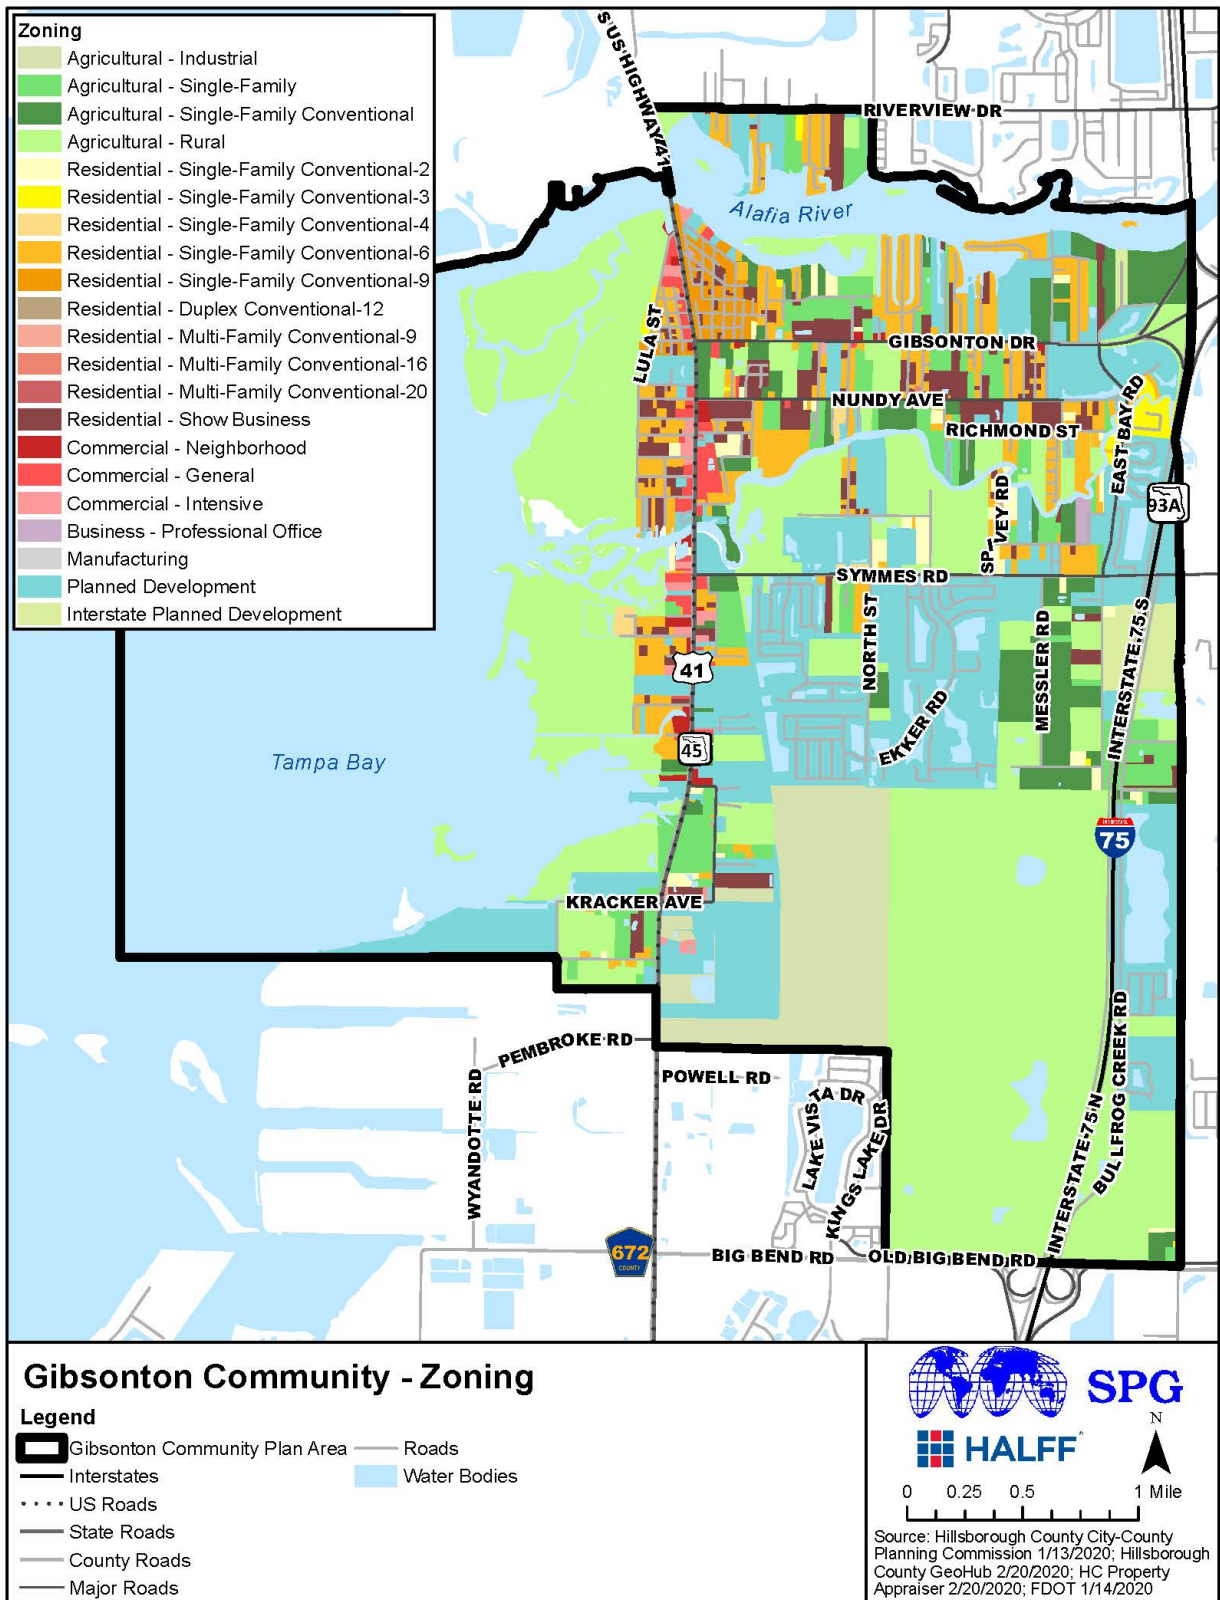 Zoning
Agricultural - Industrial
Agricultural - Single-Family
Agricultural - Single-Family Conventional
Agricultural - Rural
Residential - Single-Family Conventional-2
Residential - Single-Family Conventional-3
Residential - Single-Family Conventional-4
Residential - Single-Family Conventional-6
Residential - Single-Family Conventional-9
Residential - Duplex Conventional-12
Residential - Multi-Family Conventional-9
Residential - Multi-Family Conventional-16
Residential - Multi-Family Conventional-20
Residential - Show Business
Commercial - Neighborhood
Commercial - General
Commercial - Intensive
Business - Professional Office
Manufacturing
Planned Development
Interstate Planned Development
S US HIGHWAY 41
RIVERVIEW DR
Alafia River
LULA ST
GIBSONTON DR
NUNDY AVE
RICHMOND ST
EAST BAY RD
93A
SPIVEY RD
SYMMES RD
NORTH ST
MESSLER RD
INTERSTATE 75 S
41
EKKER RD
45
Tampa Bay
75
KRACKER AVE
PEMBROKE RD
WYANDOTTE RD
POWELL RD
LAKE VISTA DR
KINGS LAKE DR
INTERSTATE 75 N
BULLFROG CREEK RD
672
COUNTY
BIG BEND RD
OLD BIG BEND RD
Gibsonton Community - Zoning
Legend
Gibsonton Community Plan Area
Roads
Interstates
Water Bodies
US Roads
State Roads
County Roads
Major Roads
SPG
HALFF
N
0 0.25 0.5 1 Mile
Source: Hillsborough County City-County
Planning Commission 1/13/2020; Hillsborough
County GeoHub 2/20/2020; HC Property
Appraiser 2/20/2020; FDOT 1/14/2020